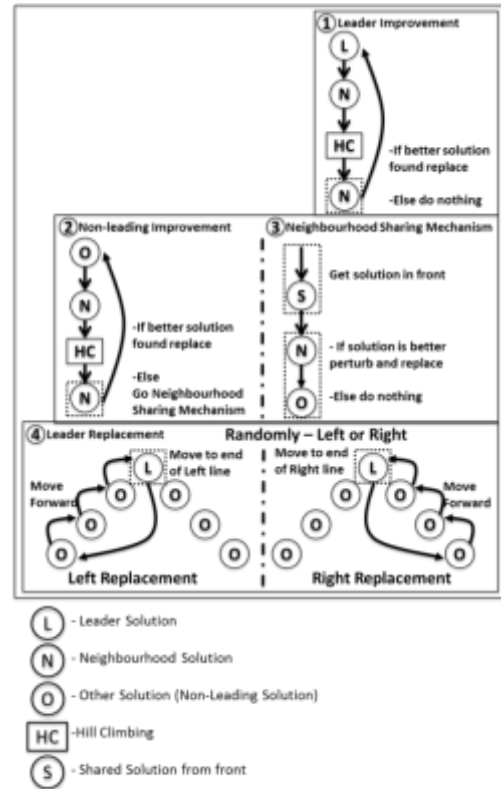 ① Leader Improvement
L
N
HC
-If better solution
found replace
N
-Else do nothing
② Non-leading Improvement
O
N
-If better solution
found replace
HC
-Else
Go Neighbourhood
Sharing Mechanism
N
③ Neighbourhood Sharing Mechanism
Get solution in front
S
N
- If solution is better
perturb and replace
O
-Else do nothing
④ Leader Replacement
Randomly – Left or Right
Move to end
of Left line
L
Move
Forward
O O
O O
O O
Left Replacement
Move to end
of Right line
L
Move
Forward
O O
O O
O O
Right Replacement
L - Leader Solution
N - Neighbourhood Solution
O - Other Solution (Non-Leading Solution)
HC -Hill Climbing
S - Shared Solution from front